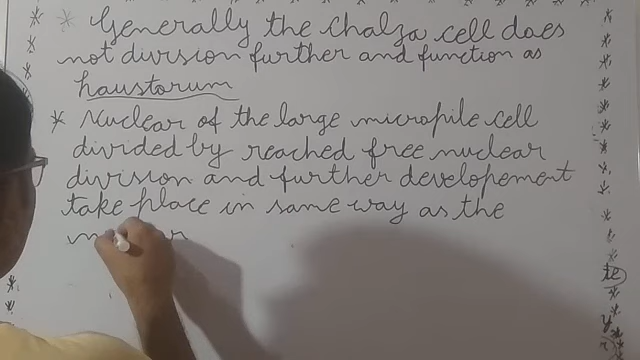 * Generally the chalza cell does
not division further and function as
haustorum
* Nuclear of the large micropile cell
divided by reached free nuclear
division and further developement
take place in same way as the
te
y